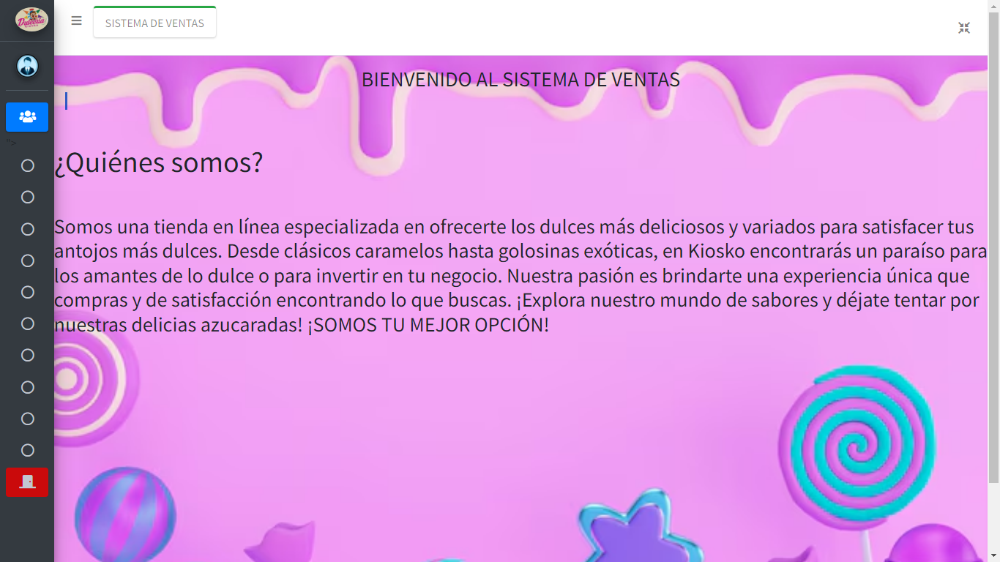 Dulcería
SISTEMA DE VENTAS
BIENVENIDO AL SISTEMA DE VENTAS
">
¿Quiénes somos?
Somos una tienda en línea especializada en ofrecerte los dulces más deliciosos y variados para satisfacer tus
antojos más dulces. Desde clásicos caramelos hasta golosinas exóticas, en Kiosko encontrarás un paraíso para
los amantes de lo dulce o para invertir en tu negocio. Nuestra pasión es brindarte una experiencia única que
compras y de satisfacción encontrando lo que buscas. ¡Explora nuestro mundo de sabores y déjate tentar por
nuestras delicias azucaradas! ¡SOMOS TU MEJOR OPCIÓN!